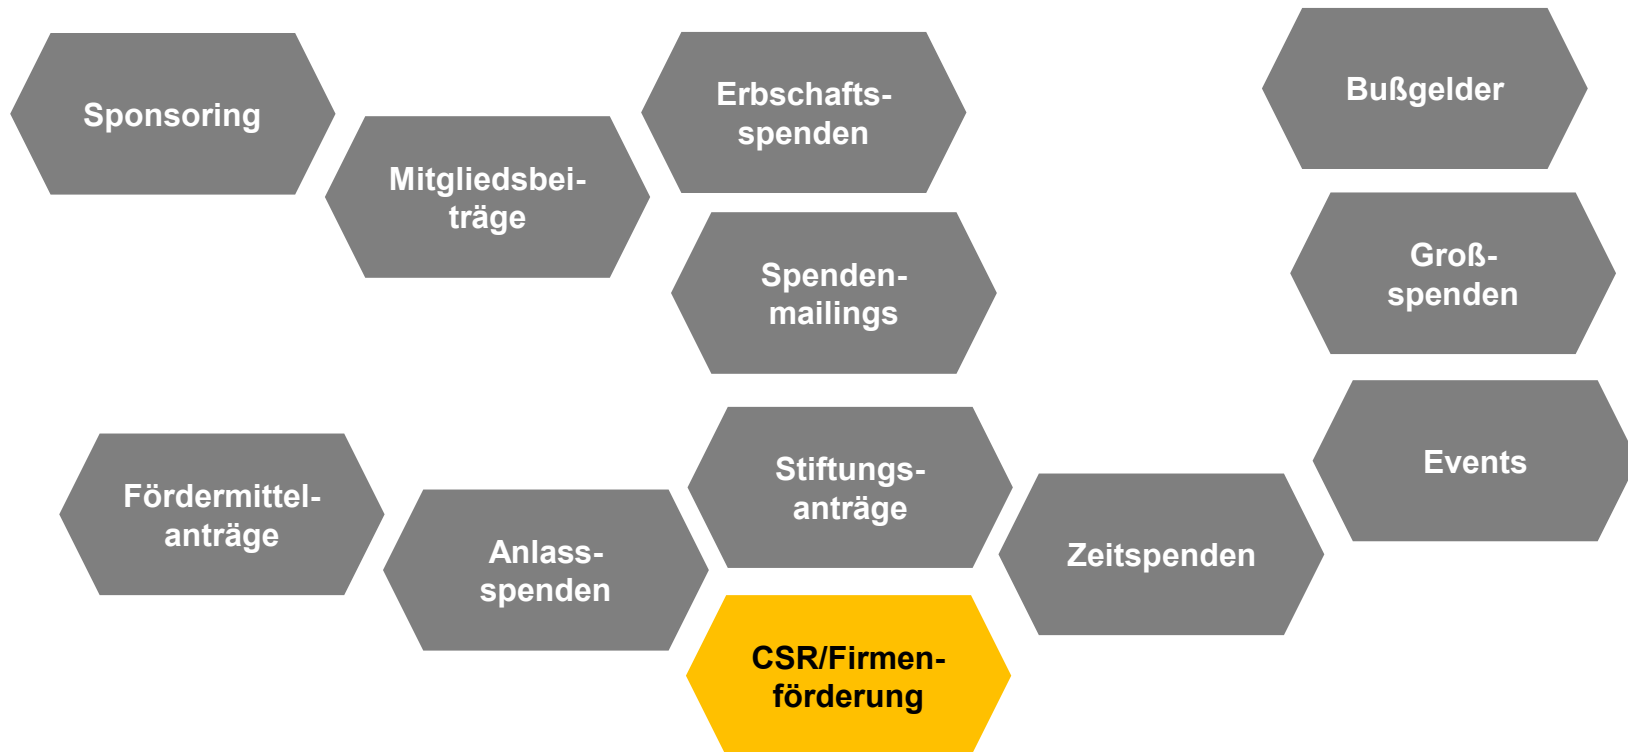 Sponsoring
Mitgliedsbei-
träge
Erbschafts-
spenden
Bußgelder
Spenden-
mailings
Groß-
spenden
Fördermittel-
anträge
Anlass-
spenden
Stiftungs-
anträge
Zeitspenden
Events
CSR/Firmen-
förderung